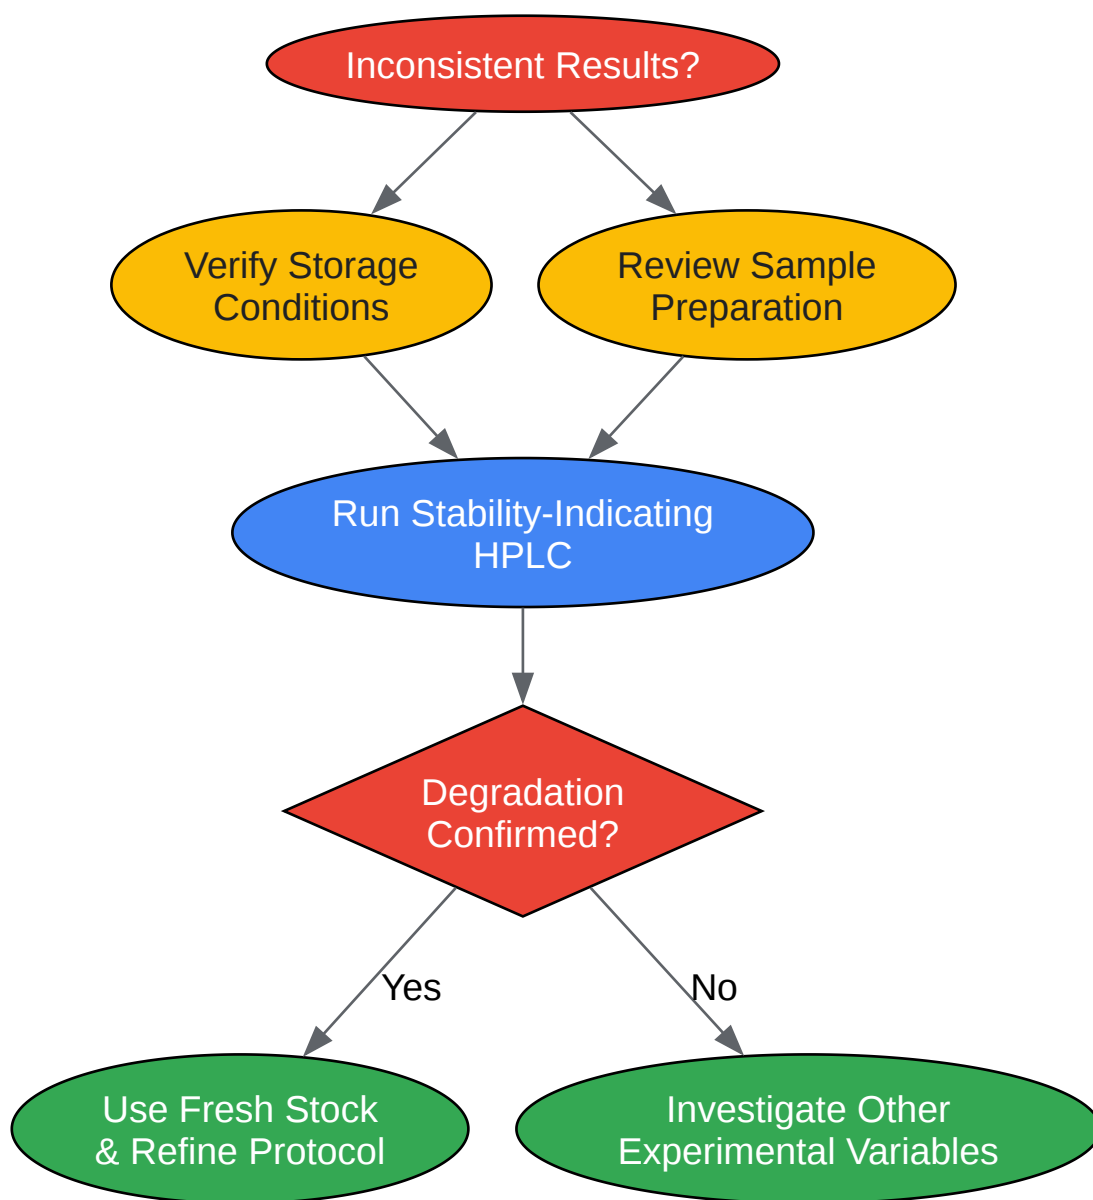 Inconsistent Results?
Verify Storage
Conditions
Review Sample
Preparation
Run Stability-Indicating
HPLC
Degradation
Confirmed?
Yes
No
Use Fresh Stock
& Refine Protocol
Investigate Other
Experimental Variables